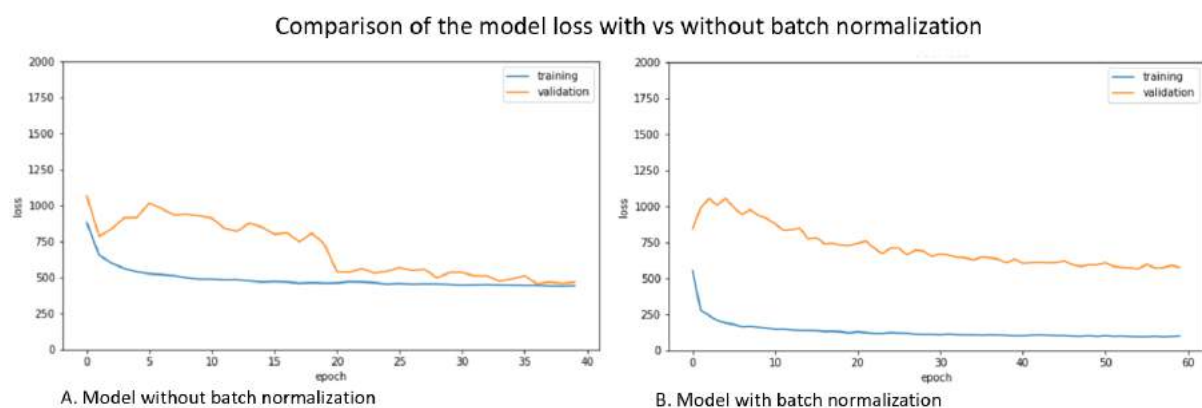 Comparison of the model loss with vs without batch normalization
2000
1750
1500
1250
1000
750
500
250
0
loss
training
validation
0 5 10 15 20 25 30 35 40
epoch
A. Model without batch normalization
2000
1750
1500
1250
1000
750
500
250
0
loss
training
validation
0 10 20 30 40 50 60
epoch
B. Model with batch normalization